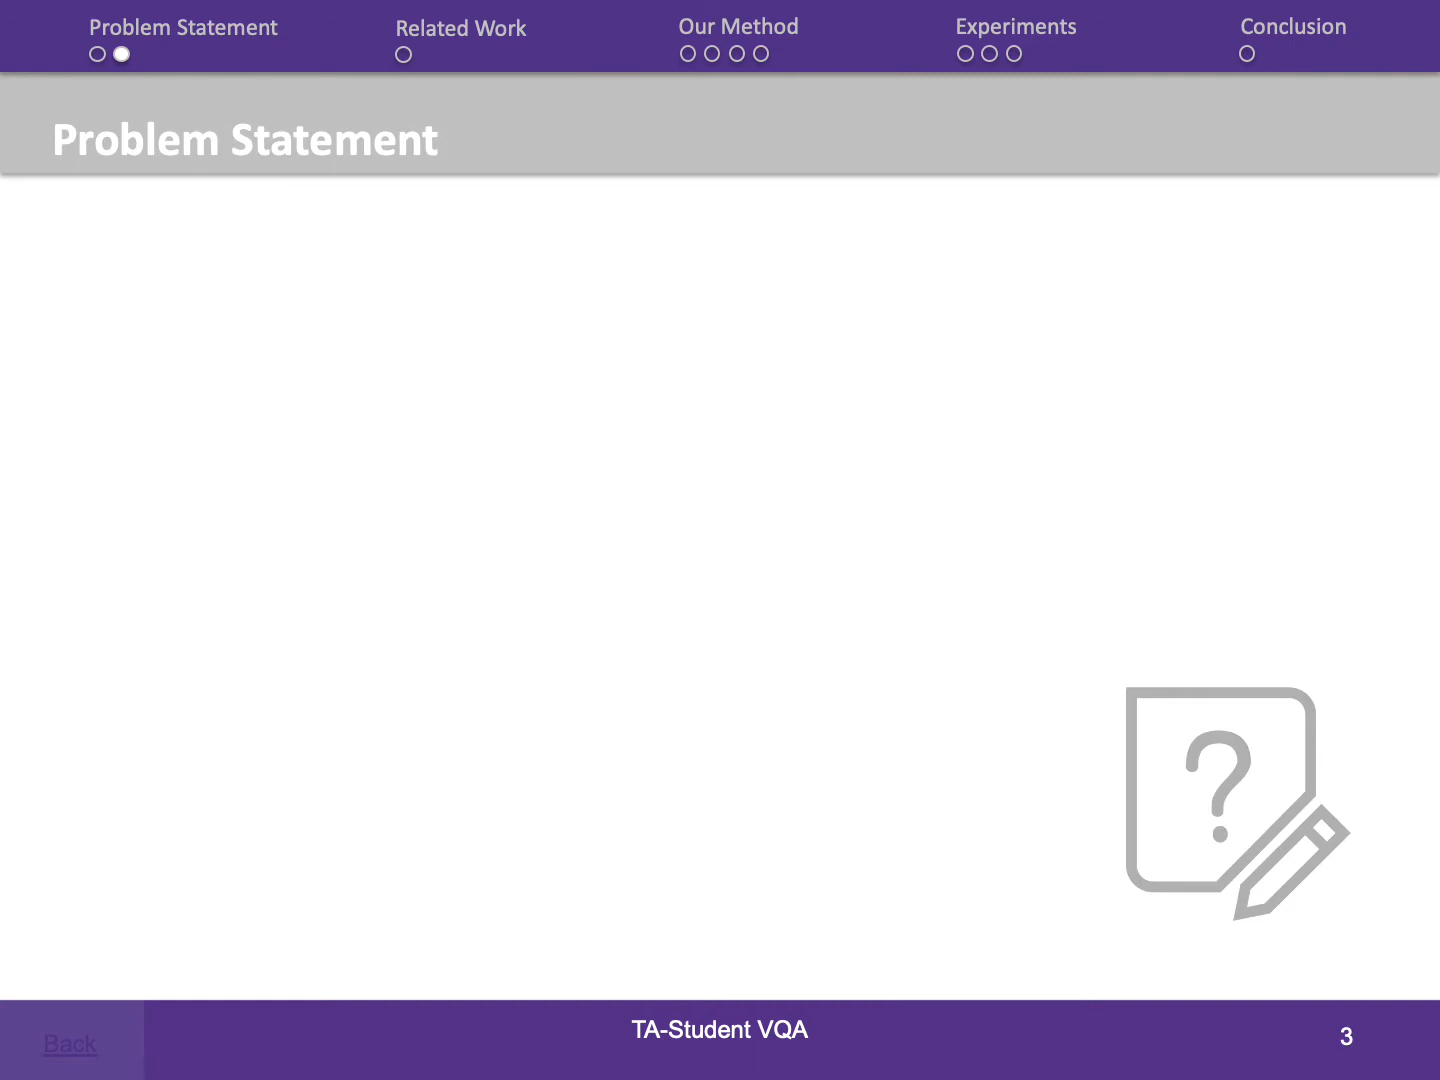 Problem Statement
Related Work
Our Method
Experiments
Conclusion
Problem Statement
?
TA-Student VQA
Back
3